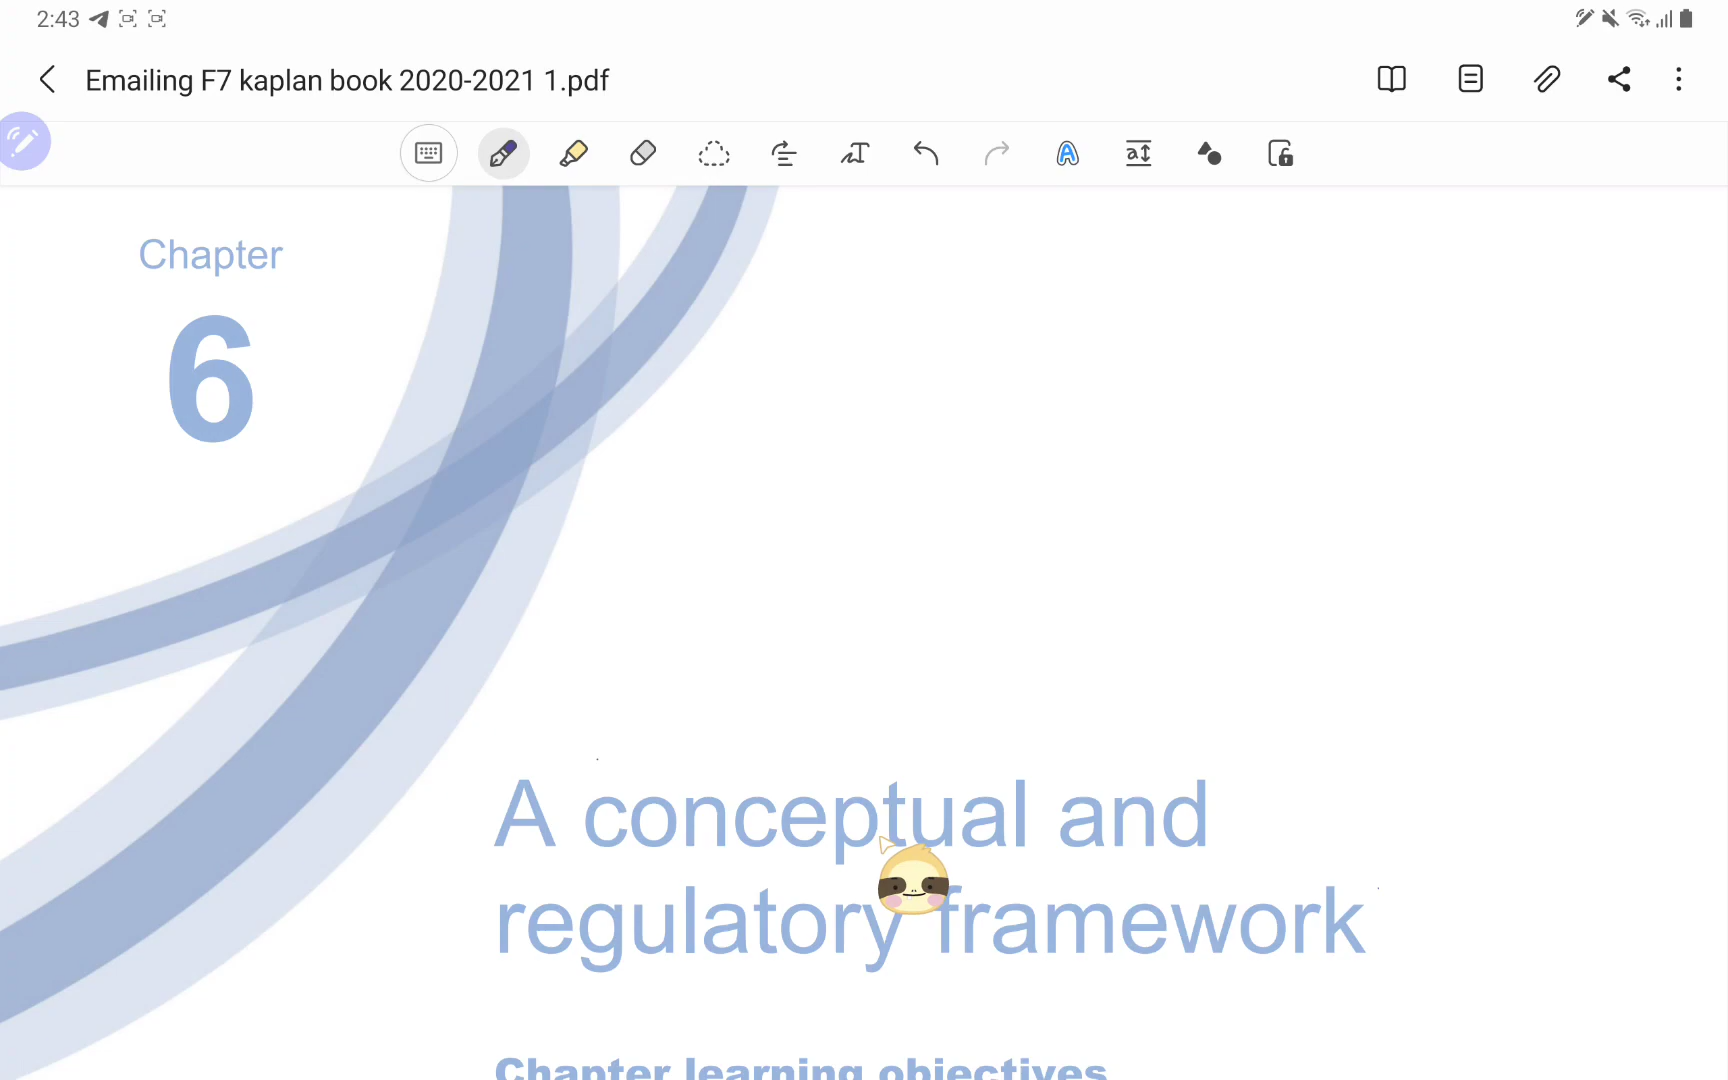 2:43
Emailing F7 kaplan book 2020-2021 1.pdf
Chapter
6
A conceptual and
regulatory framework
Chapter learning objectives